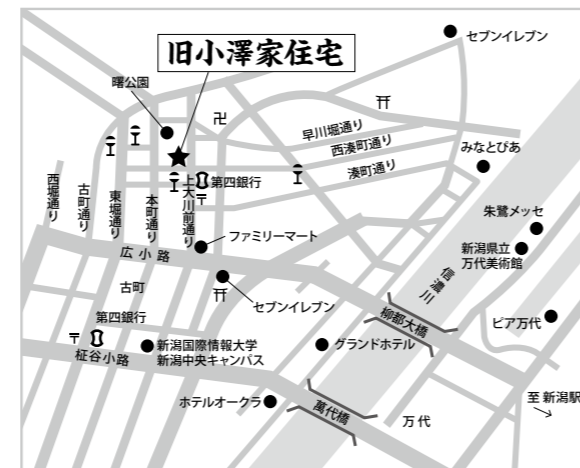 旧小澤家住宅
セブンイレブン
曙公園
早川堀通り
西湊町通り
湊町通り
みなとぴあ
第四銀行
西堀通り
古町通り
東堀通り
本町通り
上大川前通り
朱鷺メッセ
新潟県立
万代美術館
ファミリーマート
広小路
信濃川
古町
セブンイレブン
柳都大橋
ピア万代
第四銀行
新潟国際情報大学
新潟中央キャンパス
グランドホテル
柾谷小路
至 新潟駅
ホテルオークラ
萬代橋
万代